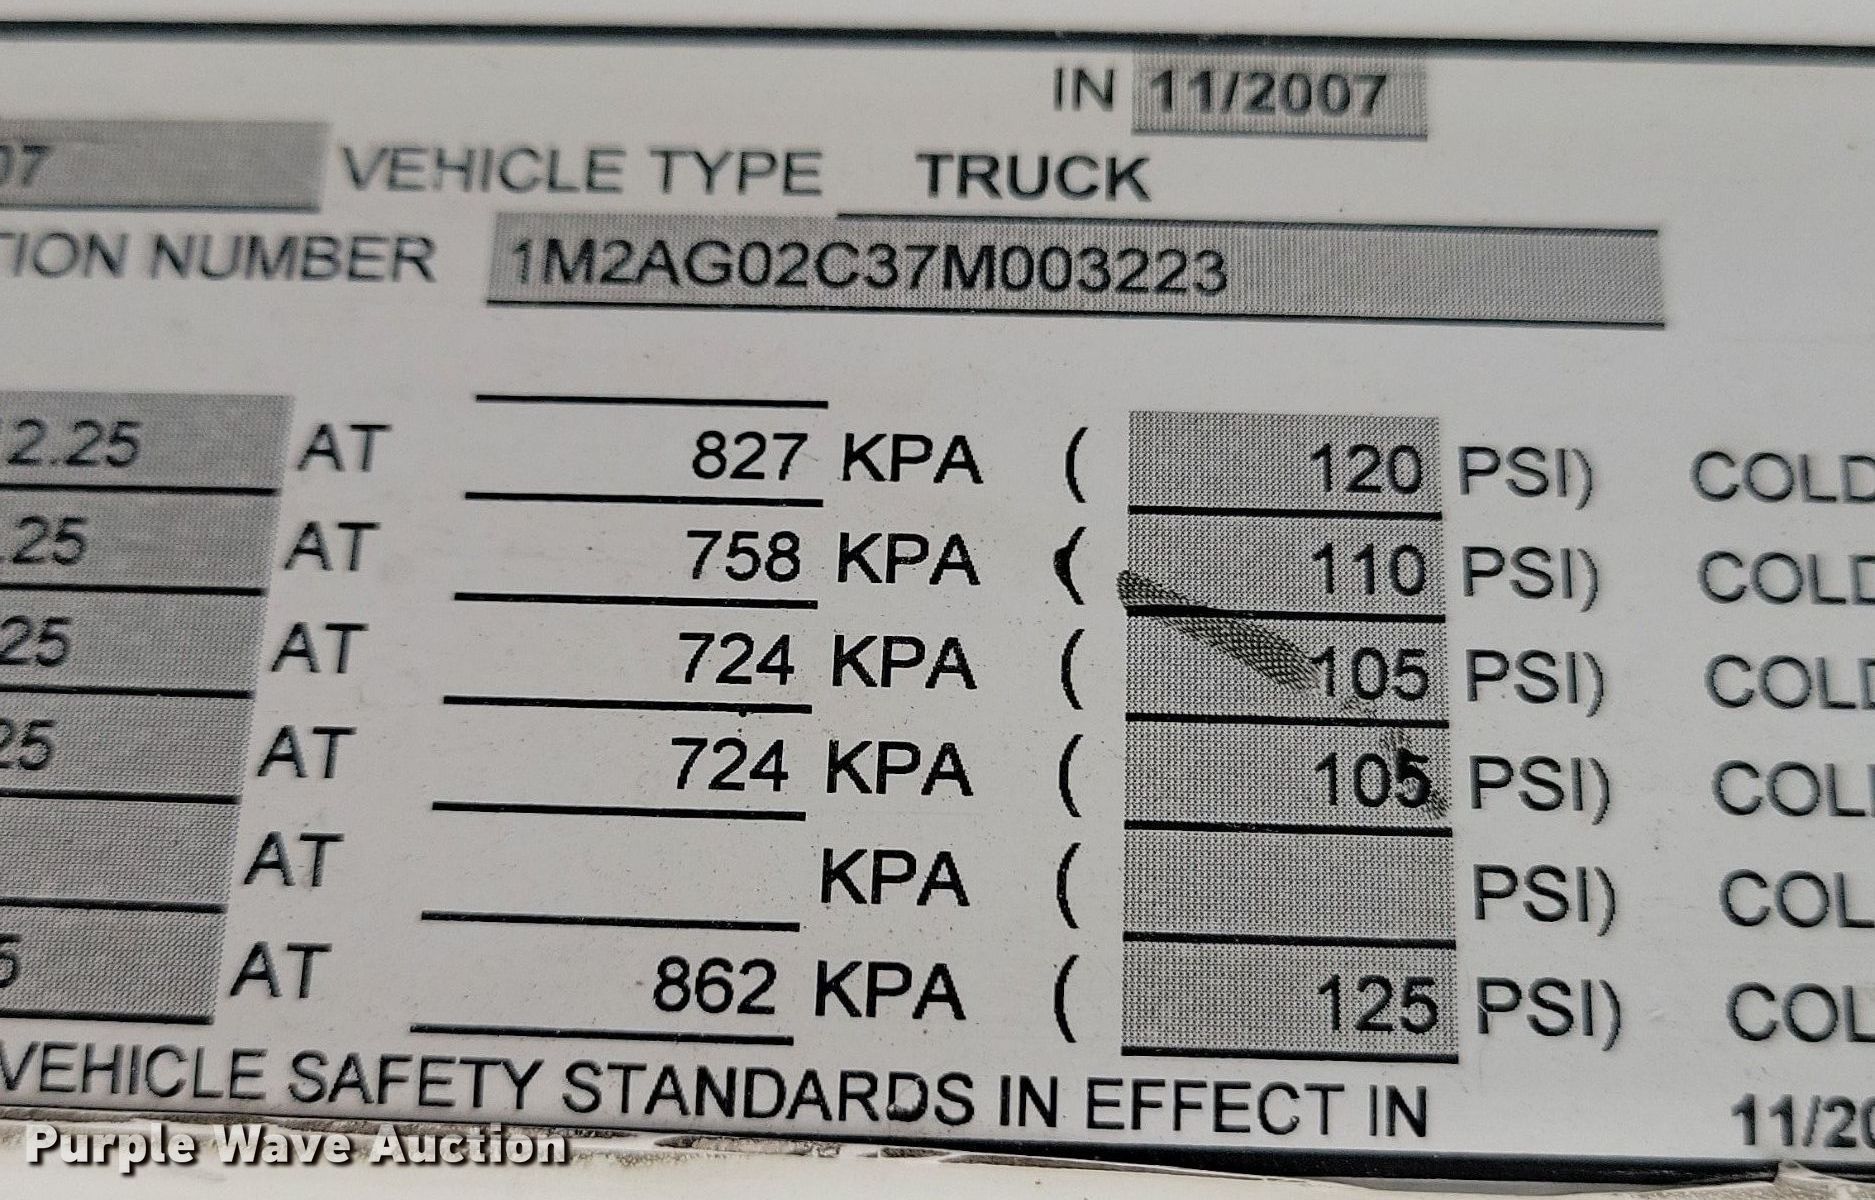 IN 11/2007
07 VEHICLE TYPE TRUCK
TION NUMBER 1M2AG02C37M003223
12.25 AT 827 KPA ( 120 PSI) COLD
.25 AT 758 KPA ( 110 PSI) COLD
25 AT 724 KPA ( 105 PSI) COLD
25 AT 724 KPA ( 105 PSI) COL
AT KPA ( PSI) COL
5 AT 862 KPA ( 125 PSI) COL
VEHICLE SAFETY STANDARDS IN EFFECT IN 11/20
Purple Wave Auction